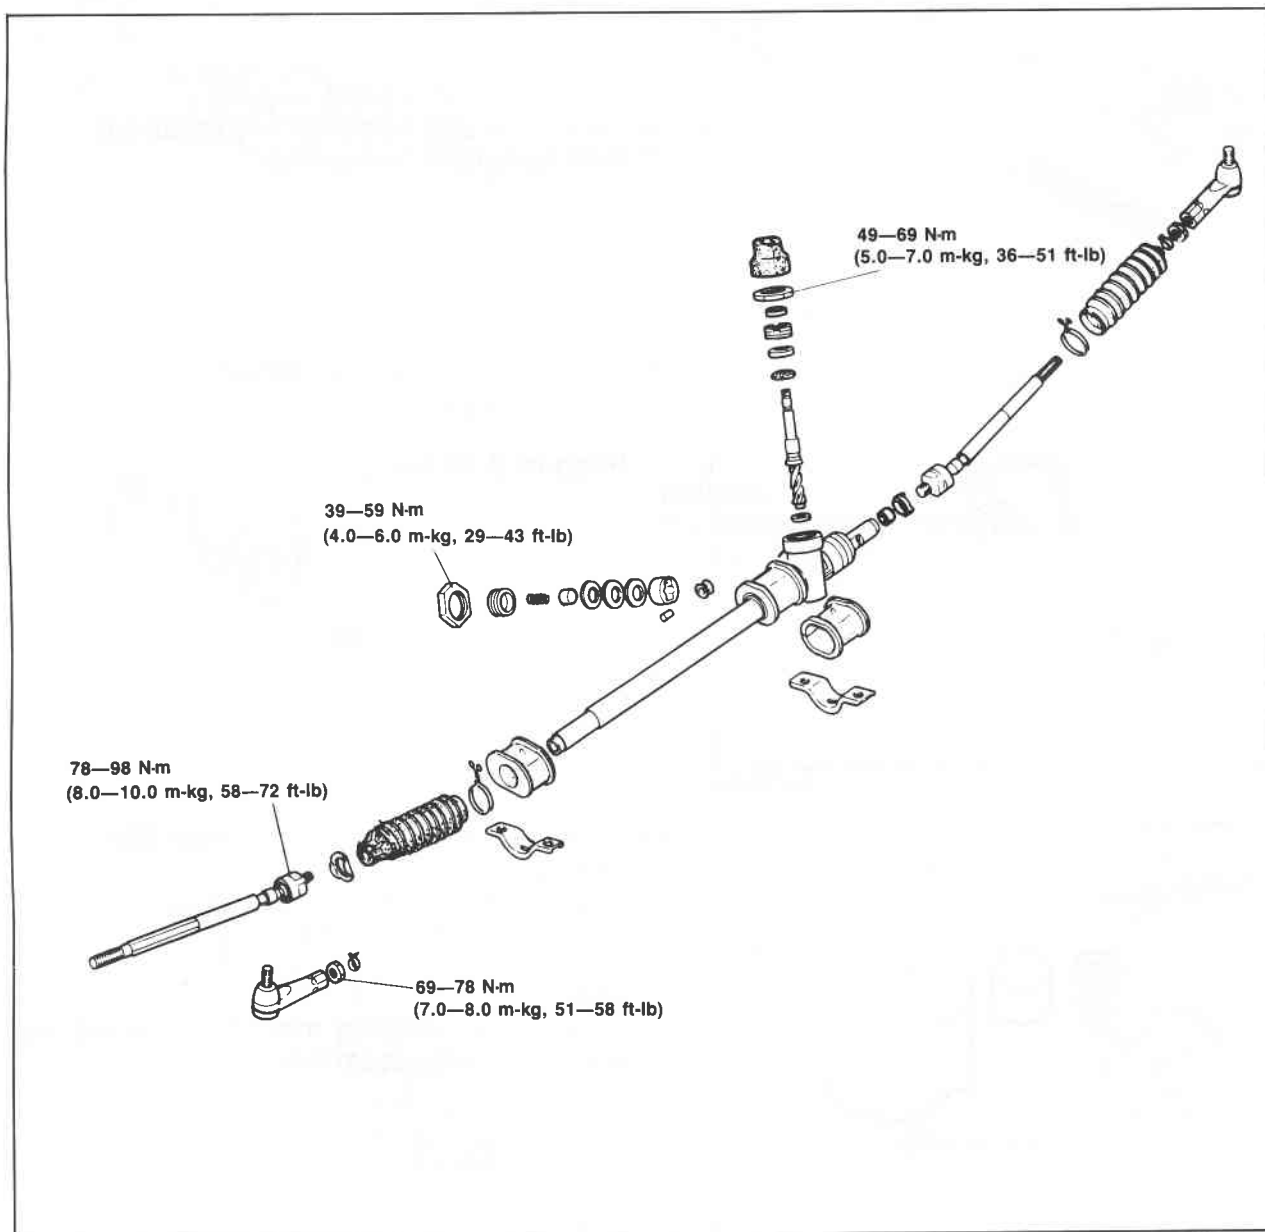 49—69 N·m
(5.0—7.0 m-kg, 36—51 ft-lb)
39—59 N·m
(4.0—6.0 m-kg, 29—43 ft-lb)
78—98 N·m
(8.0—10.0 m-kg, 58—72 ft-lb)
69—78 N·m
(7.0—8.0 m-kg, 51—58 ft-lb)